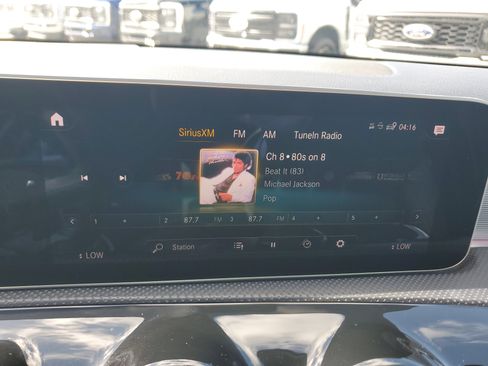 SiriusXM FM AM TuneIn Radio
04:16
Ch 8 • 80s on 8
Beat It (83)
Michael Jackson
Pop
1 + 2 87.7 FM 3 87.7 FM 4 + 5
Station
LOW
LOW
Ford